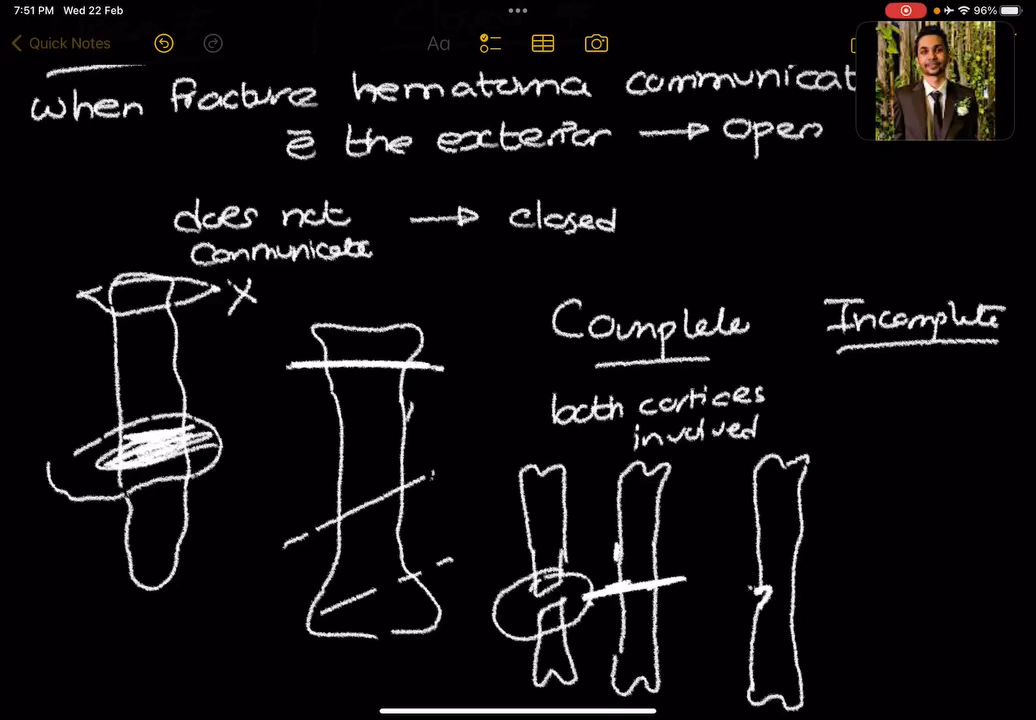 7:51 PM Wed 22 Feb
96%
Quick Notes
Aa
when fracture hematoma communicat
c̄ the exterior → open
does not → closed
communicate
X
Complete Incomplete
both cortices
involved